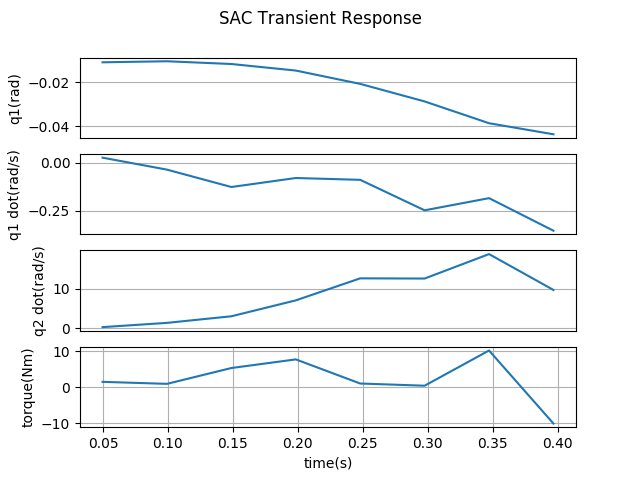 SAC Transient Response
q1(rad)
−0.02
−0.04
q1 dot(rad/s)
0.00
−0.25
q2 dot(rad/s)
10
0
torque(Nm)
10
0
−10
0.05 0.10 0.15 0.20 0.25 0.30 0.35 0.40
time(s)